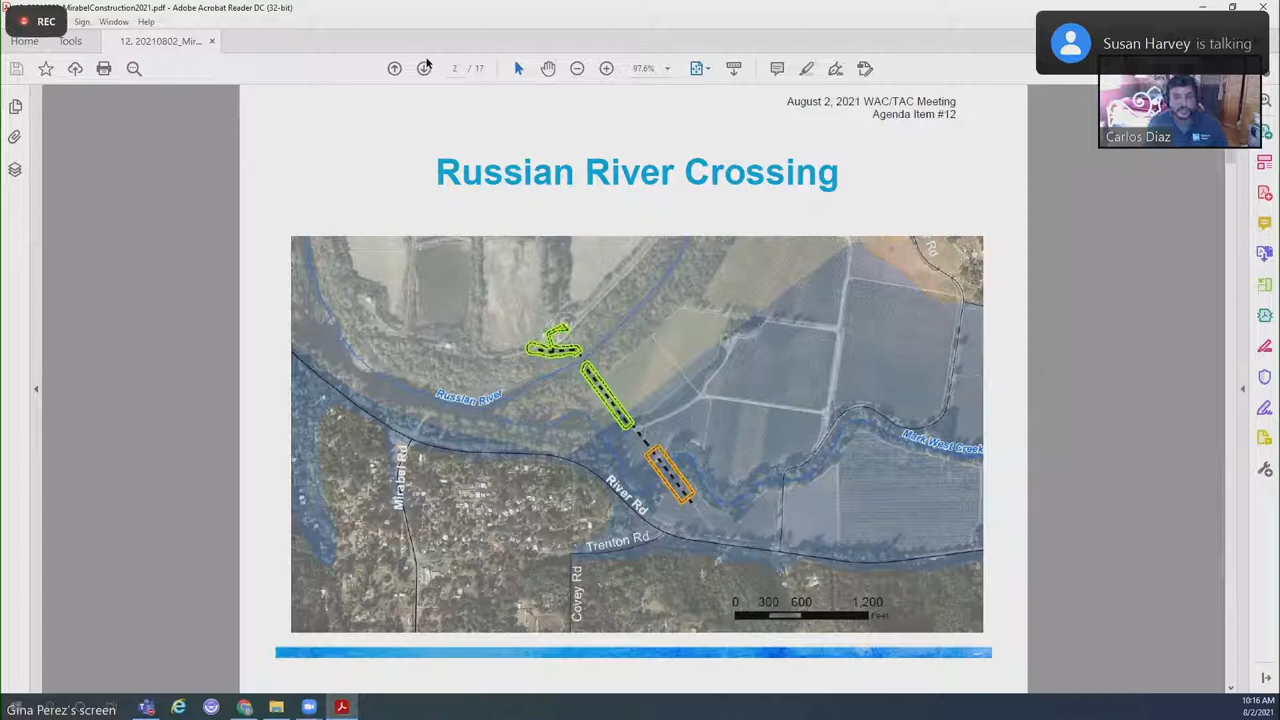 12. 20210802_MirabelConstruction2021.pdf - Adobe Acrobat Reader DC (32-bit)
REC
Sign Window Help
Home Tools 12. 20210802_Mir...
2 / 17 97.6%
Susan Harvey is talking
Carlos Diaz
August 2, 2021 WAC/TAC Meeting
Agenda Item #12
Russian River Crossing
Russian River
Mark West Creek
Mirabel Rd
River Rd
Trenton Rd
Covey Rd
Rd
0 300 600 1,200
Feet
Gina Perez's screen
10:16 AM
8/2/2021